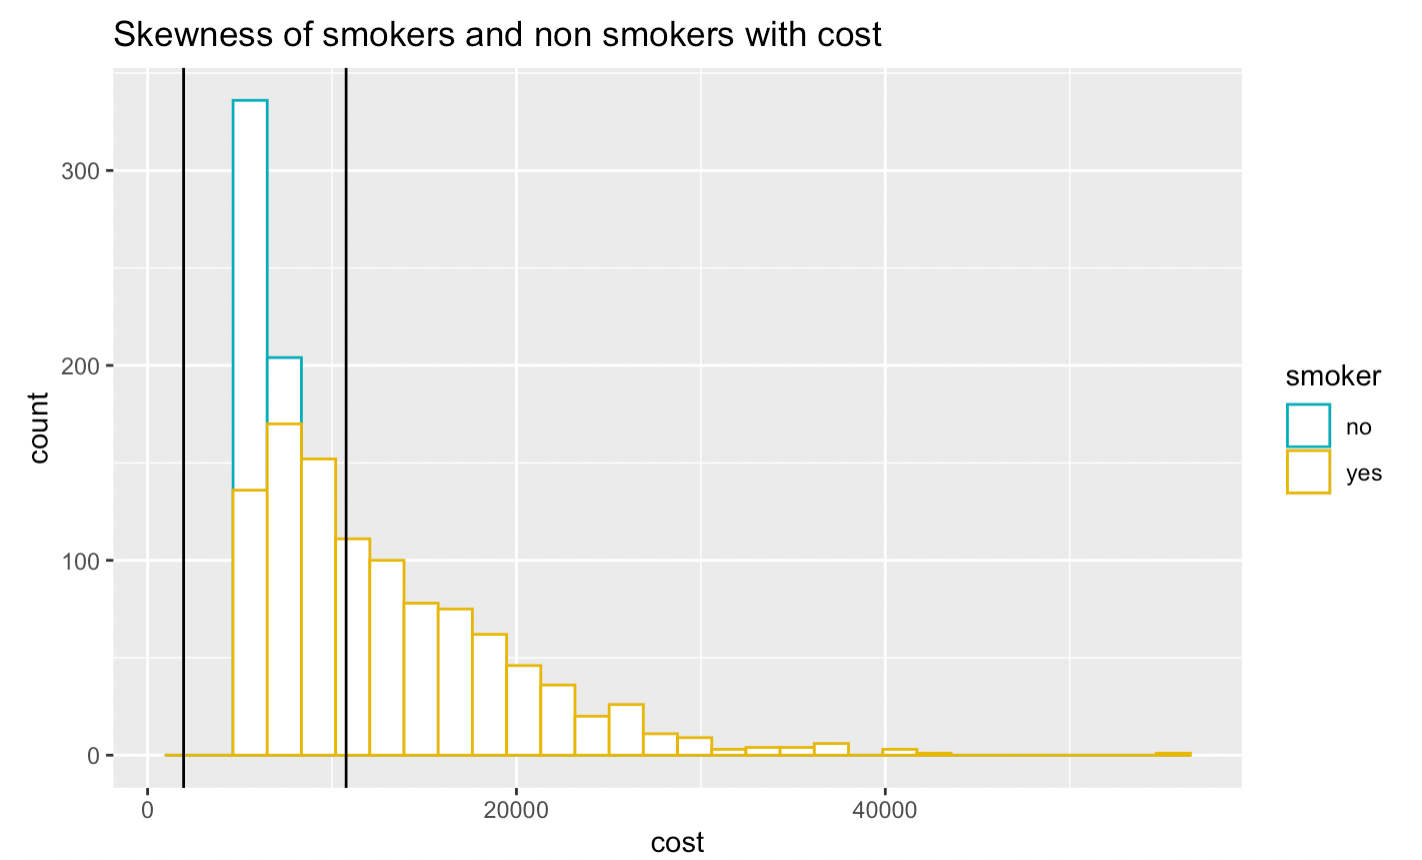 Skewness of smokers and non smokers with cost
300
200
100
0
count
0 20000 40000
cost
smoker
no
yes